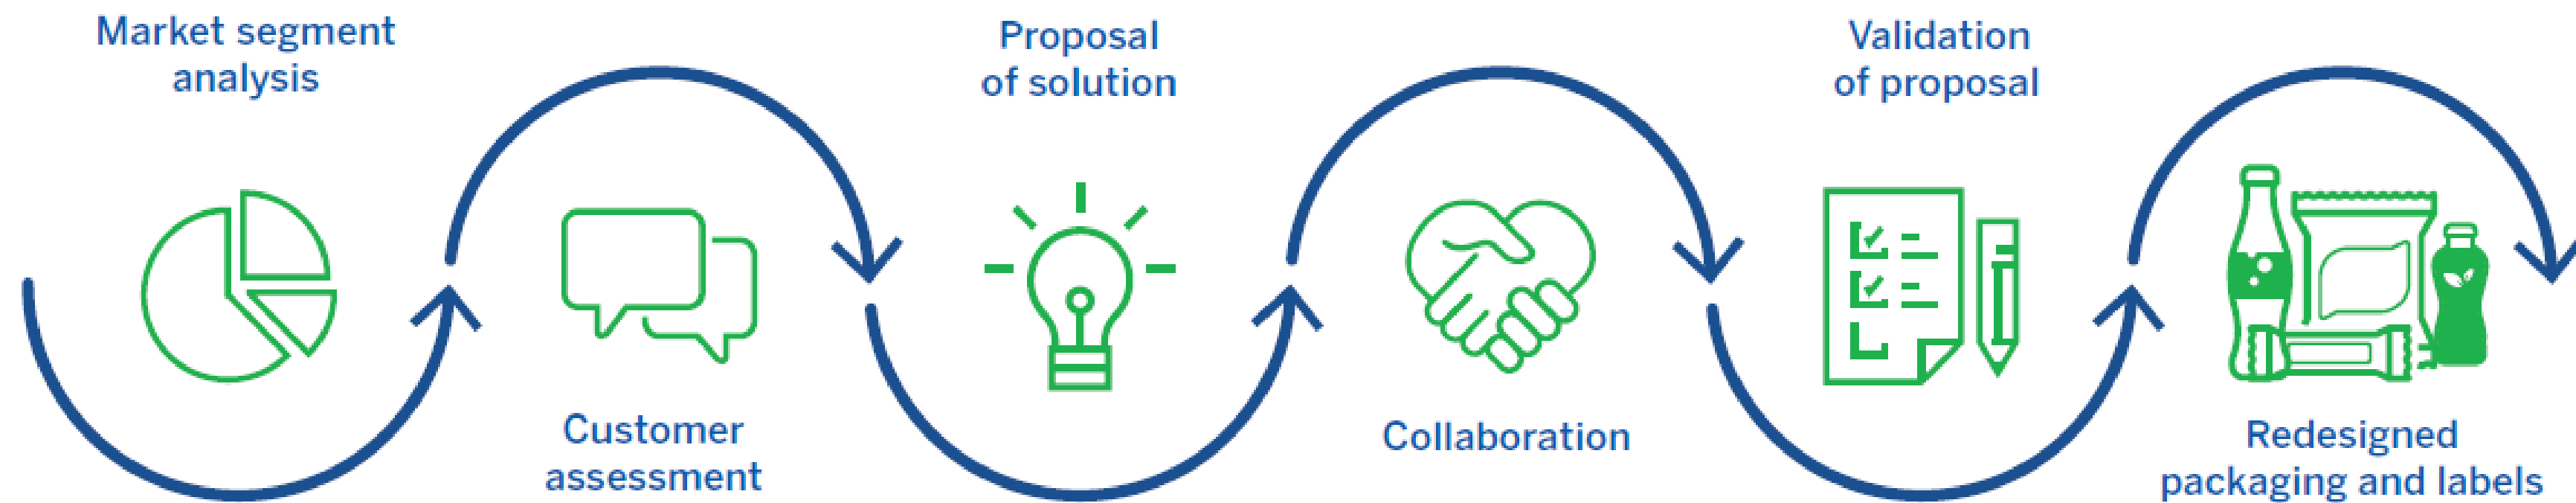 Market segment
analysis
Customer
assessment
Proposal
of solution
Collaboration
Validation
of proposal
Redesigned
packaging and labels